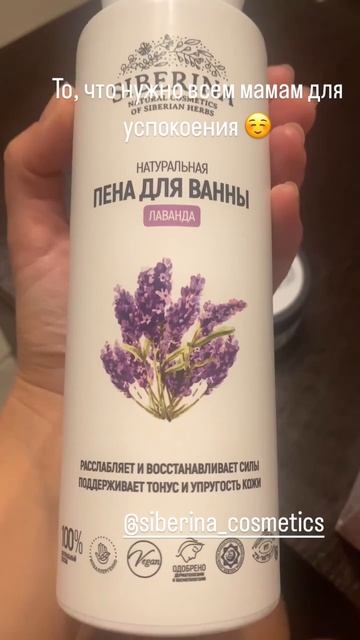 SIBERINA
NATURAL COSMETICS
OF SIBERIAN HERBS
То, что нужно всем мамам для
успокоения ☺️
НАТУРАЛЬНАЯ
ПЕНА ДЛЯ ВАННЫ
ЛАВАНДА
РАССЛАБЛЯЕТ И ВОССТАНАВЛИВАЕТ СИЛЫ
ПОДДЕРЖИВАЕТ ТОНУС И УПРУГОСТЬ КОЖИ
@siberina_cosmetics
100%
Vegan
ОДОБРЕНО